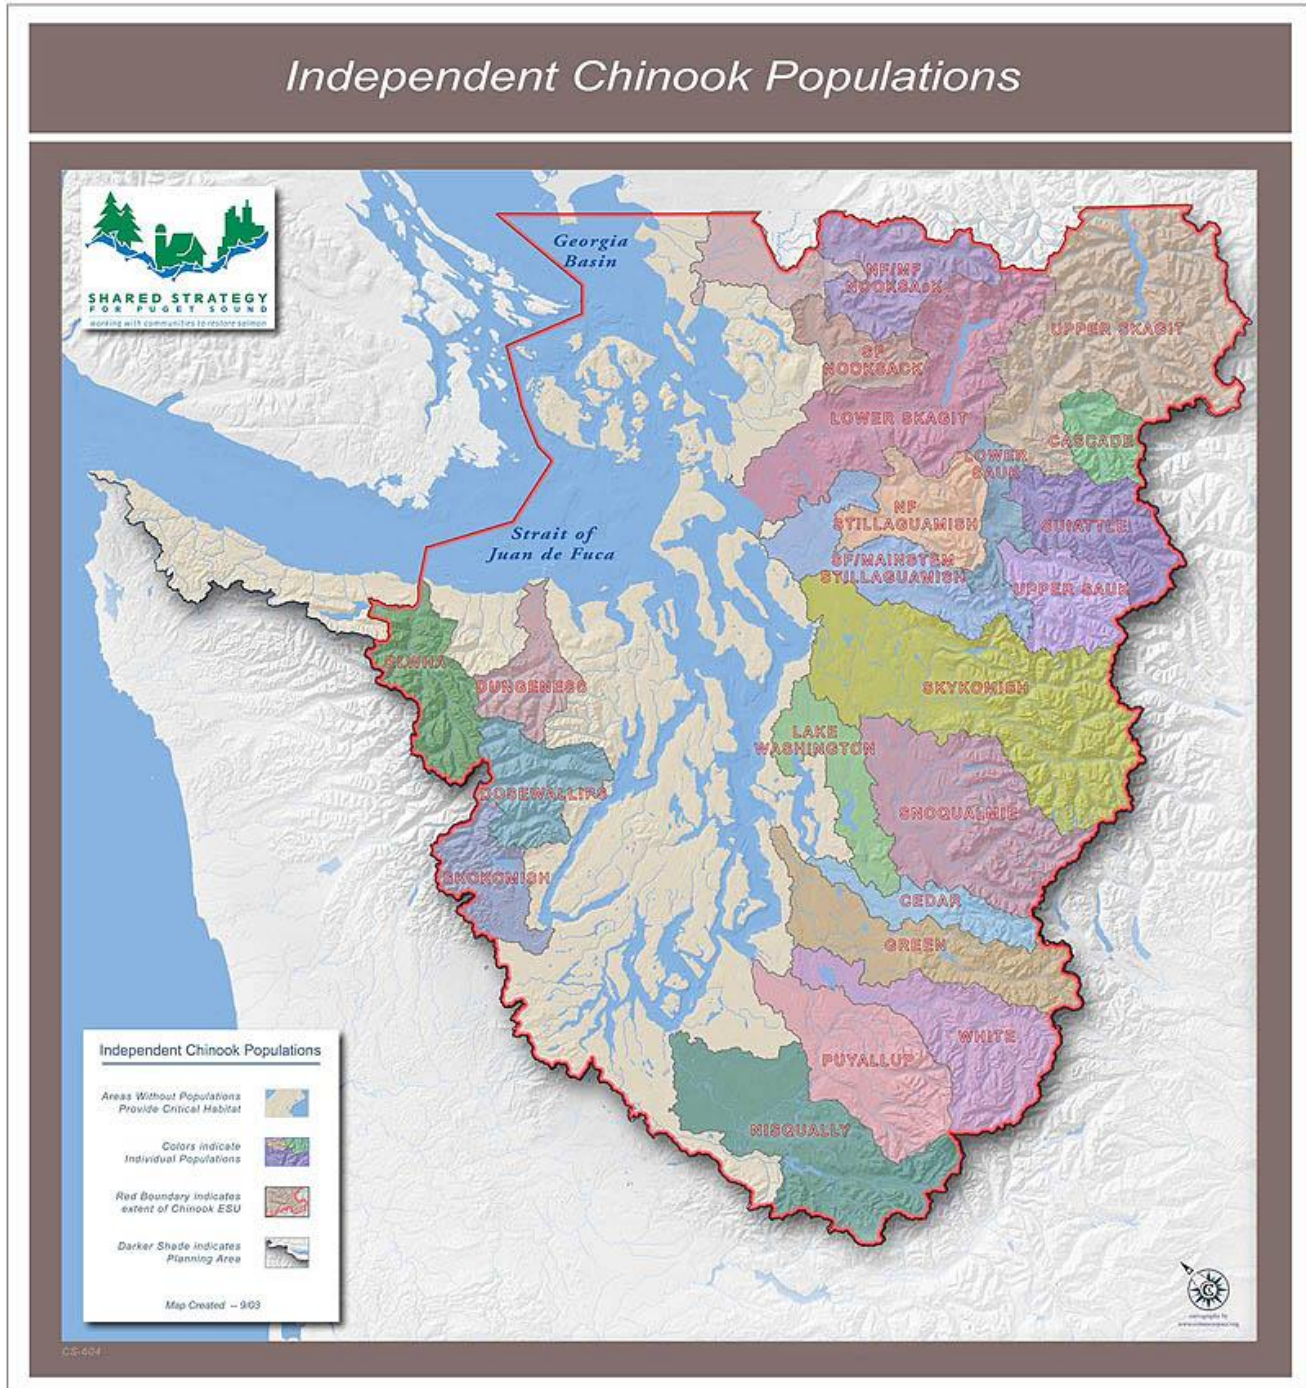 Independent Chinook Populations
SHARED STRATEGY
FOR PUGET SOUND
working with communities to restore salmon
Georgia
Basin
NF/MF
NOOKSACK
UPPER SKAGIT
SF
NOOKSACK
LOWER SKAGIT
CASCADE
LOWER
SAUK
NF
STILLAGUAMISH
SUIATTLE
Strait of
Juan de Fuca
SF/MAINSTEM
STILLAGUAMISH
UPPER SAUK
ELWHA
DUNGENESS
SKYKOMISH
LAKE
WASHINGTON
DOSEWALLIPS
SNOQUALMIE
SKOKOMISH
CEDAR
GREEN
WHITE
PUYALLUP
NISQUALLY
Independent Chinook Populations
Areas Without Populations
Provide Critical Habitat
Colors indicate
Individual Populations
Red Boundary indicates
extent of Chinook ESU
Darker Shade indicates
Planning Area
Map Created -- 9/03
cartography by
CS-604